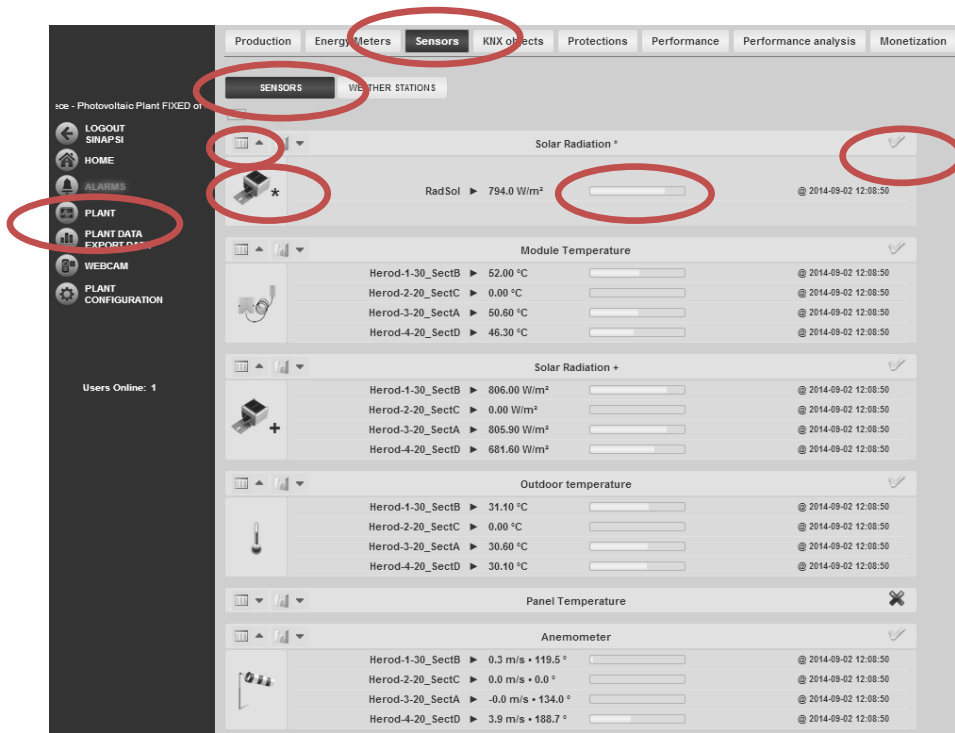 Production Energy Meters Sensors KNX objects Protections Performance Performance analysis Monetization
SENSORS WEATHER STATIONS
- Photovoltaic Plant FIXED of
LOGOUT
SINAPSI
HOME
ALARMS
PLANT
PLANT DATA
EXPORT DATA
WEBCAM
PLANT
CONFIGURATION
Users Online: 1
Solar Radiation *
*
RadSol ► 794.0 W/m² @ 2014-09-02 12:08:50
Module Temperature
Herod-1-30_SectB ► 52.00 °C @ 2014-09-02 12:08:50
Herod-2-20_SectC ► 0.00 °C @ 2014-09-02 12:08:50
Herod-3-20_SectA ► 50.60 °C @ 2014-09-02 12:08:50
Herod-4-20_SectD ► 46.30 °C @ 2014-09-02 12:08:50
Solar Radiation +
+
Herod-1-30_SectB ► 806.00 W/m² @ 2014-09-02 12:08:50
Herod-2-20_SectC ► 0.00 W/m² @ 2014-09-02 12:08:50
Herod-3-20_SectA ► 805.90 W/m² @ 2014-09-02 12:08:50
Herod-4-20_SectD ► 681.60 W/m² @ 2014-09-02 12:08:50
Outdoor temperature
Herod-1-30_SectB ► 31.10 °C @ 2014-09-02 12:08:50
Herod-2-20_SectC ► 0.00 °C @ 2014-09-02 12:08:50
Herod-3-20_SectA ► 30.60 °C @ 2014-09-02 12:08:50
Herod-4-20_SectD ► 30.10 °C @ 2014-09-02 12:08:50
Panel Temperature
Anemometer
Herod-1-30_SectB ► 0.3 m/s • 119.5 ° @ 2014-09-02 12:08:50
Herod-2-20_SectC ► 0.0 m/s • 0.0 ° @ 2014-09-02 12:08:50
Herod-3-20_SectA ► -0.0 m/s • 134.0 ° @ 2014-09-02 12:08:50
Herod-4-20_SectD ► 3.9 m/s • 188.7 ° @ 2014-09-02 12:08:50